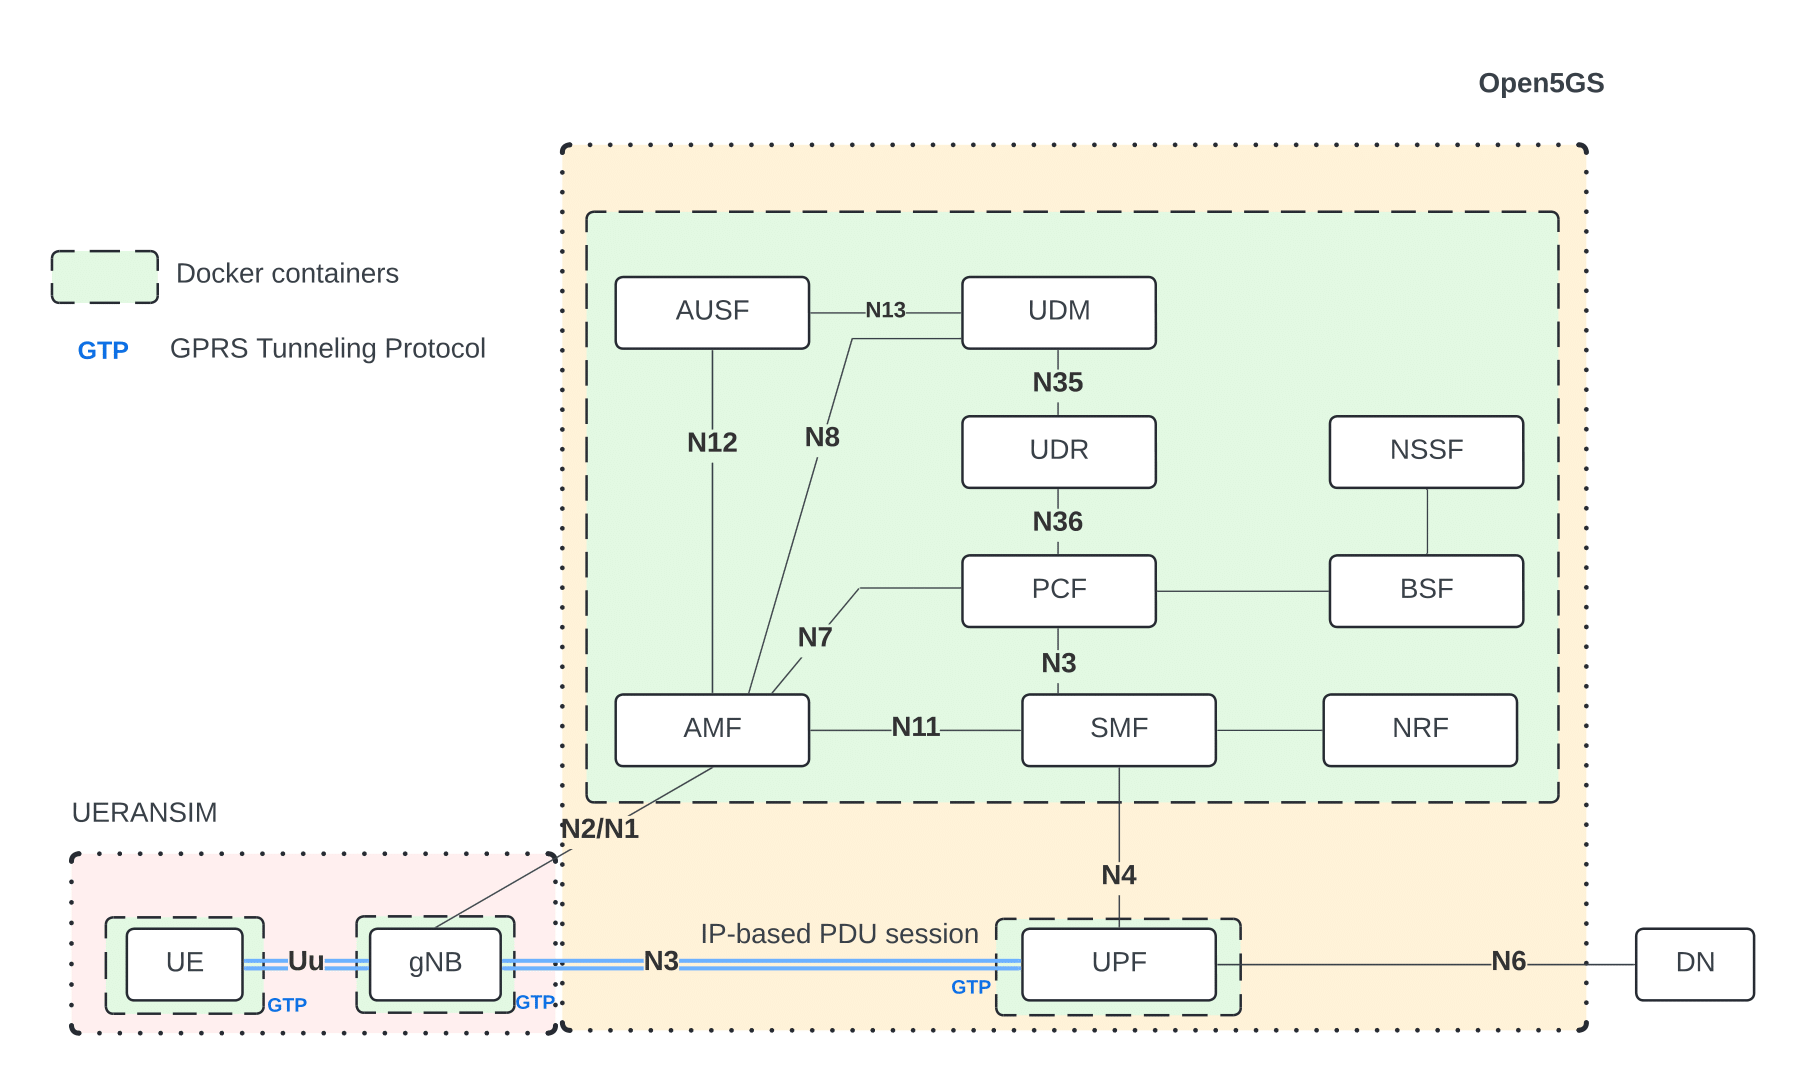 Open5GS
Docker containers
GTP GPRS Tunneling Protocol
AUSF N13 UDM
N35
N12 N8
UDR NSSF
N36
PCF BSF
N7
N3
AMF N11 SMF NRF
UERANSIM
N2/N1
N4
IP-based PDU session
UE Uu gNB N3 UPF N6 DN
GTP GTP GTP